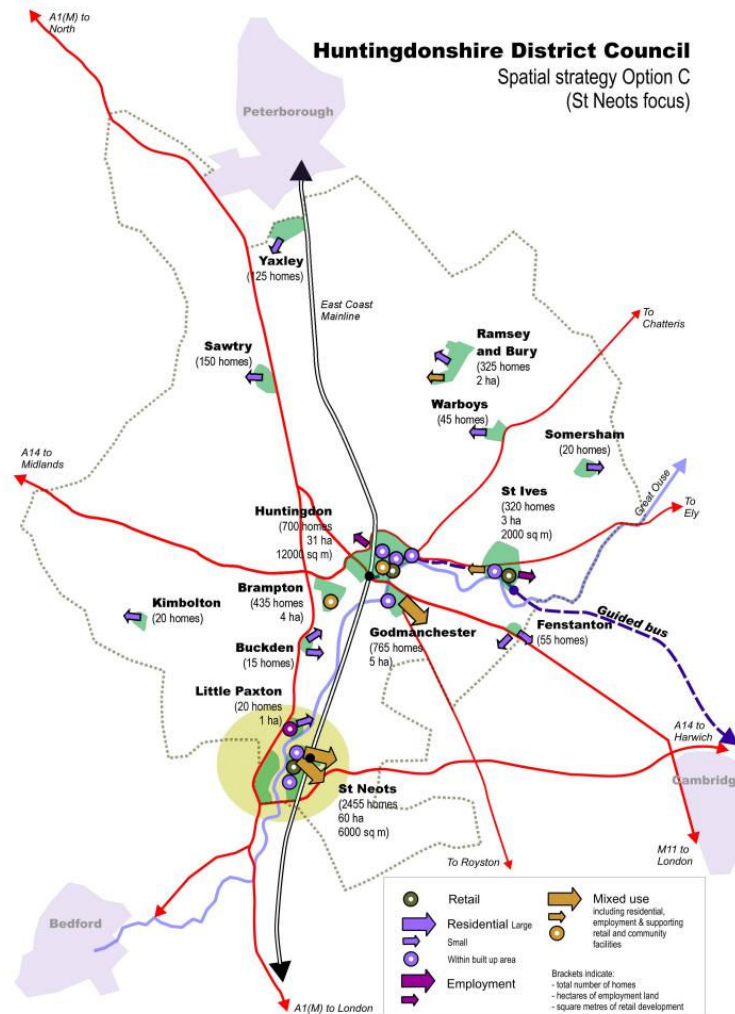 A1(M) to
North
Huntingdonshire District Council
Spatial strategy Option C
(St Neots focus)
Peterborough
Yaxley
(125 homes)
East Coast
Mainline
To
Chatteris
Sawtry
(150 homes)
Ramsey
and Bury
(325 homes
2 ha)
Warboys
(45 homes)
Somersham
(20 homes)
A14 to
Midlands
Great Ouse
Huntingdon
(700 homes
31 ha
12000 sq m)
St Ives
(320 homes
3 ha
2000 sq m)
To
Ely
Brampton
(435 homes
4 ha)
Kimbolton
(20 homes)
Guided bus
Godmanchester
(765 homes
5 ha)
Fenstanton
(55 homes)
Buckden
(15 homes)
Little Paxton
(20 homes
1 ha)
A14 to
Harwich
Cambridge
St Neots
(2455 homes
60 ha
6000 sq m)
To Royston
M11 to
London
Bedford
A1(M) to London
Retail
Residential Large
Small
Within built up area
Employment
Mixed use
including residential,
employment & supporting
retail and community
facilities
Brackets indicate:
- total number of homes
- hectares of employment land
- square metres of retail development